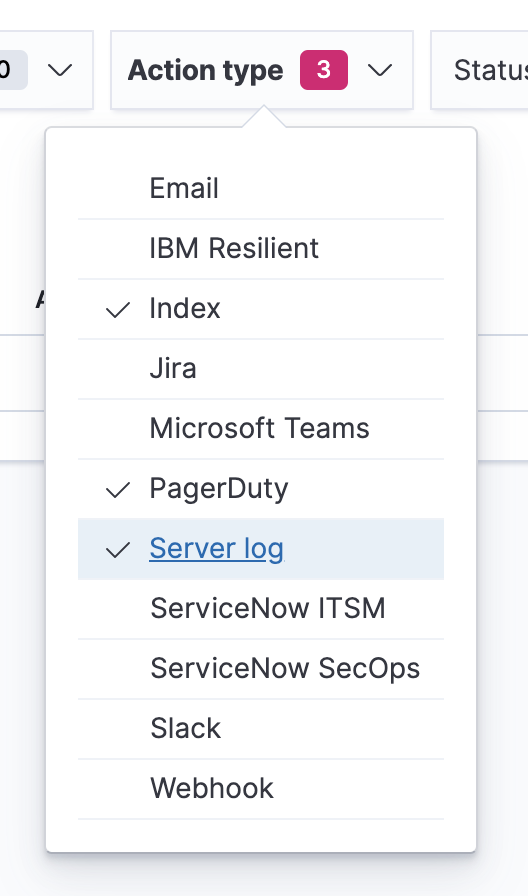 0
Action type 3
Status
Email
IBM Resilient
Index
Jira
Microsoft Teams
PagerDuty
Server log
ServiceNow ITSM
ServiceNow SecOps
Slack
Webhook